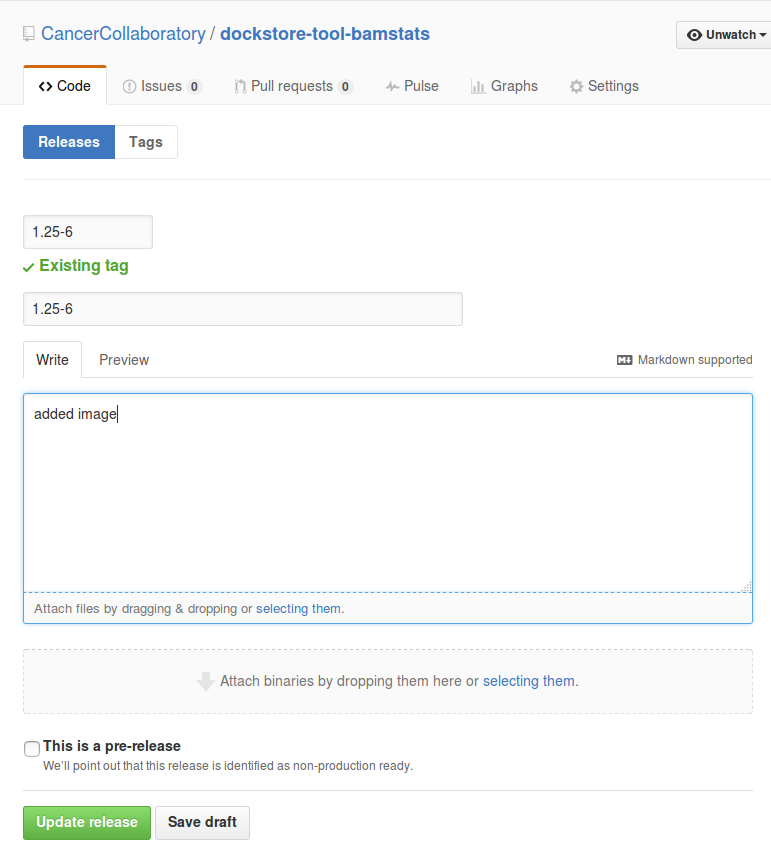 CancerCollaboratory / dockstore-tool-bamstats
Unwatch
Code Issues 0 Pull requests 0 Pulse Graphs Settings
Releases Tags
1.25-6
Existing tag
1.25-6
Write Preview Markdown supported
added image
Attach files by dragging & dropping or selecting them.
Attach binaries by dropping them here or selecting them.
This is a pre-release
We'll point out that this release is identified as non-production ready.
Update release Save draft